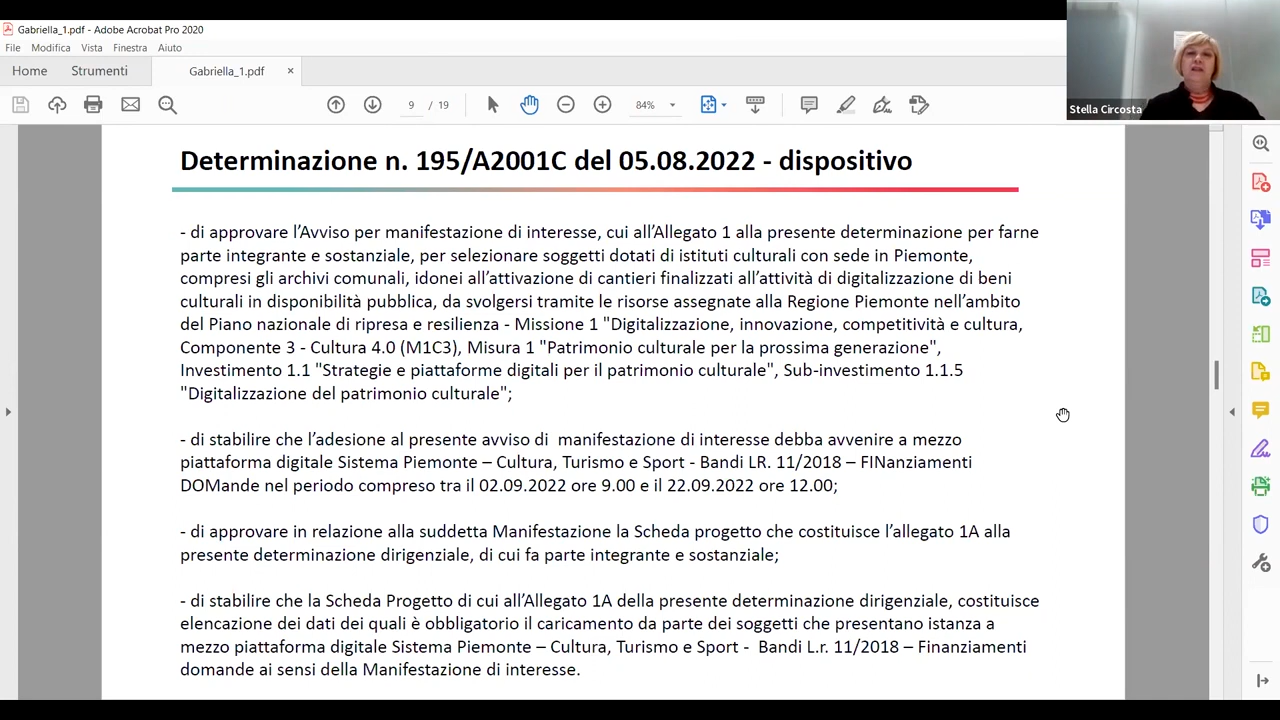 Gabriella_1.pdf - Adobe Acrobat Pro 2020
File Modifica Vista Finestra Aiuto
Home Strumenti Gabriella_1.pdf ×
9 / 19 84%
Stella Circosta
Determinazione n. 195/A2001C del 05.08.2022 - dispositivo
- di approvare l’Avviso per manifestazione di interesse, cui all’Allegato 1 alla presente determinazione per farne
parte integrante e sostanziale, per selezionare soggetti dotati di istituti culturali con sede in Piemonte,
compresi gli archivi comunali, idonei all’attivazione di cantieri finalizzati all’attività di digitalizzazione di beni
culturali in disponibilità pubblica, da svolgersi tramite le risorse assegnate alla Regione Piemonte nell’ambito
del Piano nazionale di ripresa e resilienza - Missione 1 "Digitalizzazione, innovazione, competitività e cultura,
Componente 3 - Cultura 4.0 (M1C3), Misura 1 "Patrimonio culturale per la prossima generazione",
Investimento 1.1 "Strategie e piattaforme digitali per il patrimonio culturale", Sub-investimento 1.1.5
"Digitalizzazione del patrimonio culturale";
- di stabilire che l’adesione al presente avviso di manifestazione di interesse debba avvenire a mezzo
piattaforma digitale Sistema Piemonte – Cultura, Turismo e Sport - Bandi LR. 11/2018 – FINanziamenti
DOMande nel periodo compreso tra il 02.09.2022 ore 9.00 e il 22.09.2022 ore 12.00;
- di approvare in relazione alla suddetta Manifestazione la Scheda progetto che costituisce l’allegato 1A alla
presente determinazione dirigenziale, di cui fa parte integrante e sostanziale;
- di stabilire che la Scheda Progetto di cui all’Allegato 1A della presente determinazione dirigenziale, costituisce
elencazione dei dati dei quali è obbligatorio il caricamento da parte dei soggetti che presentano istanza a
mezzo piattaforma digitale Sistema Piemonte – Cultura, Turismo e Sport - Bandi L.r. 11/2018 – Finanziamenti
domande ai sensi della Manifestazione di interesse.